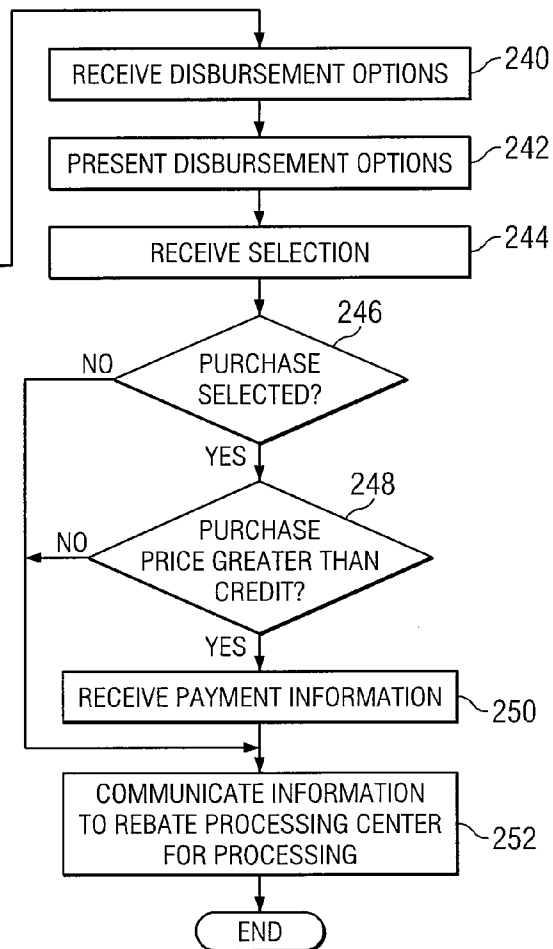 RECEIVE DISBURSEMENT OPTIONS
240
PRESENT DISBURSEMENT OPTIONS
242
RECEIVE SELECTION
244
246
NO
PURCHASE
SELECTED?
YES
248
NO
PURCHASE
PRICE GREATER THAN
CREDIT?
YES
RECEIVE PAYMENT INFORMATION
250
COMMUNICATE INFORMATION
TO REBATE PROCESSING CENTER
FOR PROCESSING
252
END